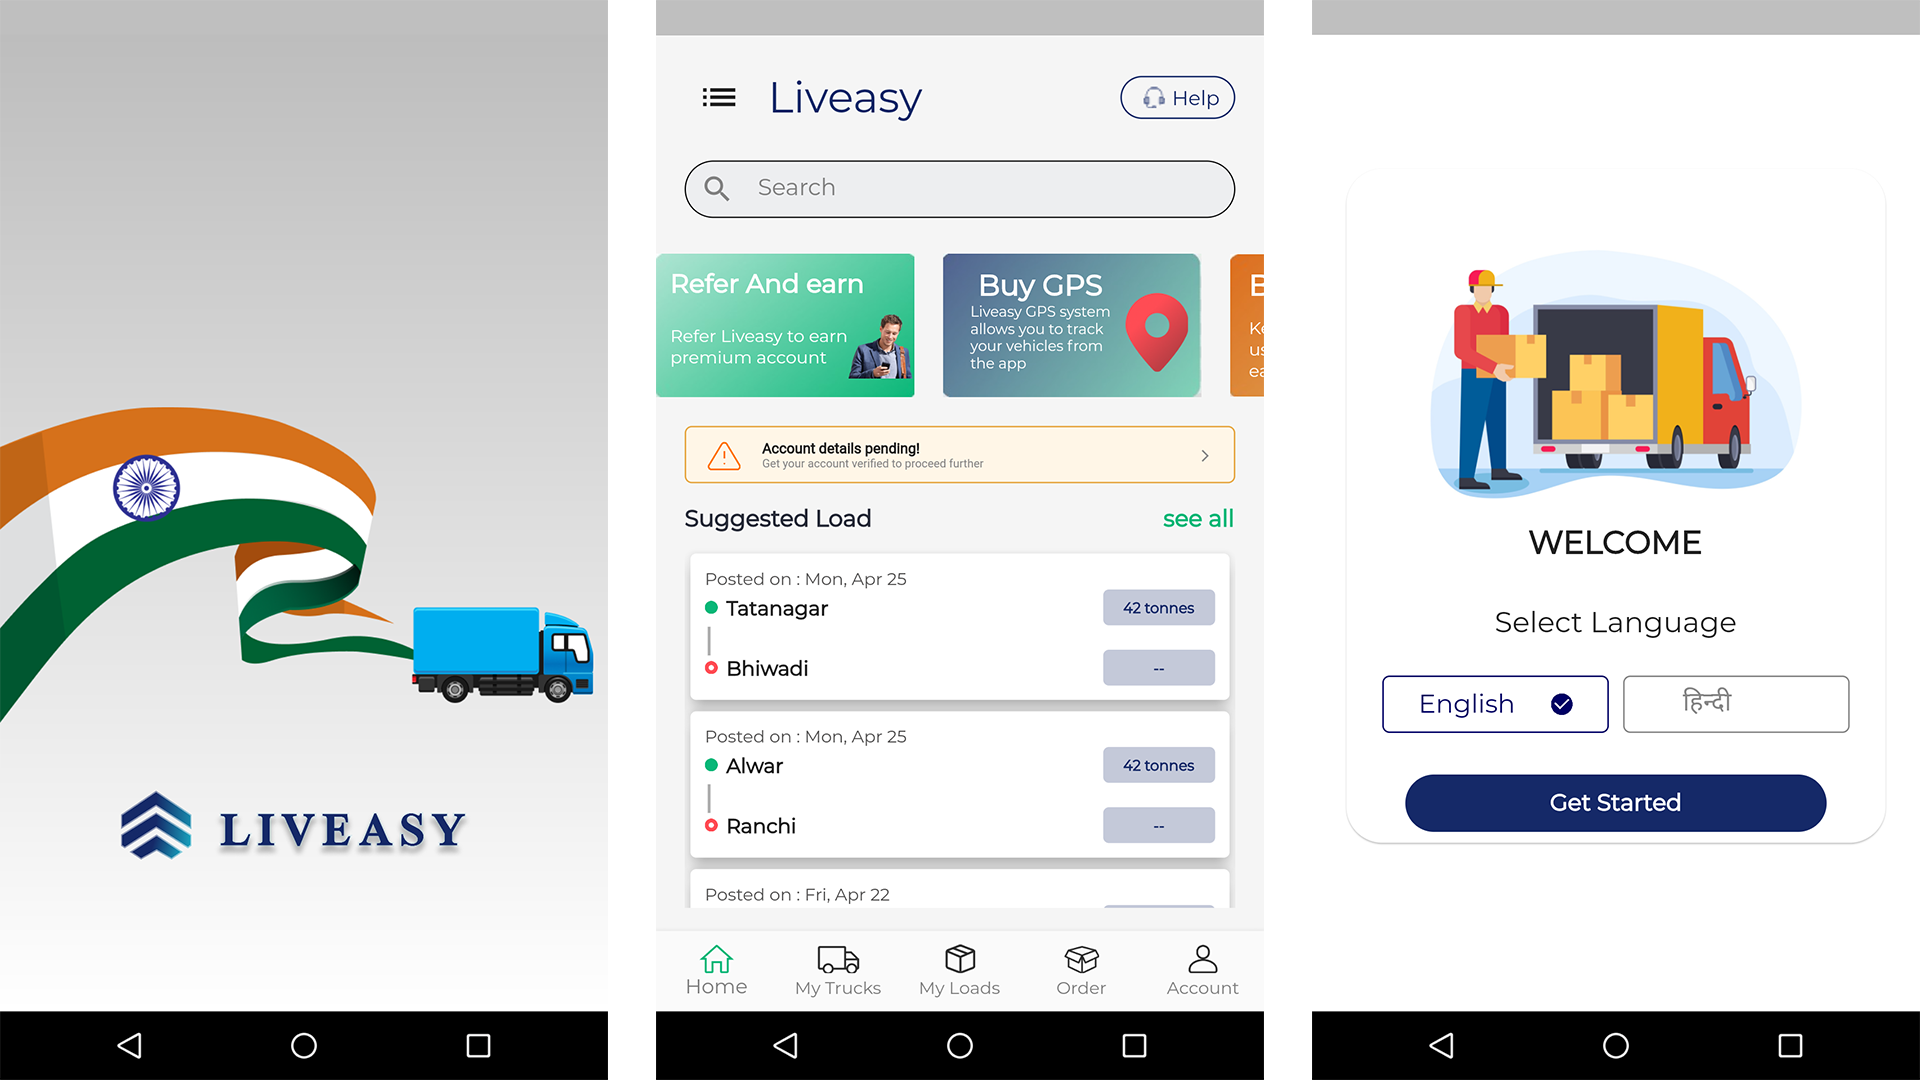 LIVEASY
Liveasy
Help
Search
Refer And earn
Refer Liveasy to earn
premium account
Buy GPS
Liveasy GPS system
allows you to track
your vehicles from
the app
Account details pending!
Get your account verified to proceed further
Suggested Load
see all
Posted on : Mon, Apr 25
Tatanagar
42 tonnes
Bhiwadi
--
Posted on : Mon, Apr 25
Alwar
42 tonnes
Ranchi
--
Posted on : Fri, Apr 22
Home
My Trucks
My Loads
Order
Account
WELCOME
Select Language
English
हिन्दी
Get Started